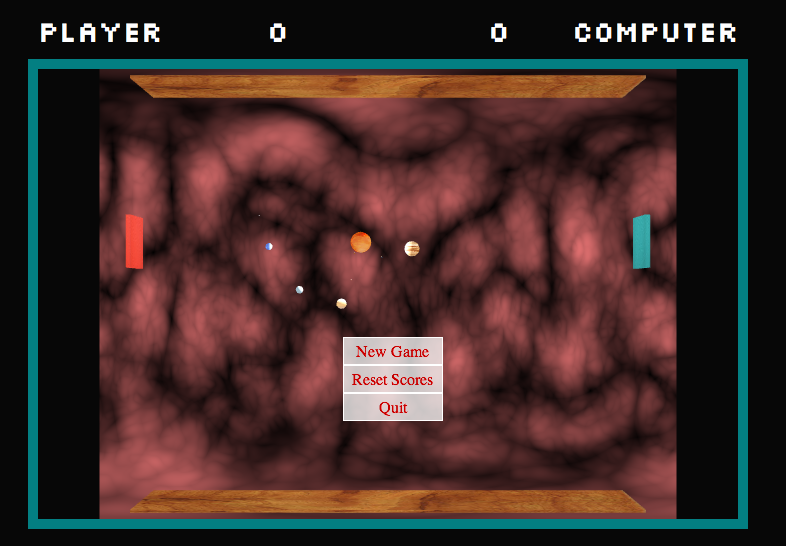 PLAYER 0 0 COMPUTER
New Game
Reset Scores
Quit